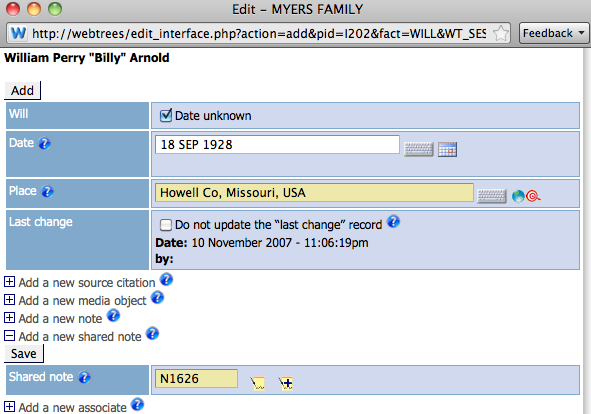 Edit – MYERS FAMILY
W http://webtrees/edit_interface.php?action=add&pid=I202&fact=WILL&WT_SES Feedback
William Perry "Billy" Arnold
Add
Will Date unknown
Date ? 18 SEP 1928
Place ? Howell Co, Missouri, USA
Last change Do not update the “last change” record ?
Date: 10 November 2007 - 11:06:19pm
by:
Add a new source citation ?
Add a new media object ?
Add a new note ?
Add a new shared note ?
Save
Shared note ? N1626
Add a new associate ?